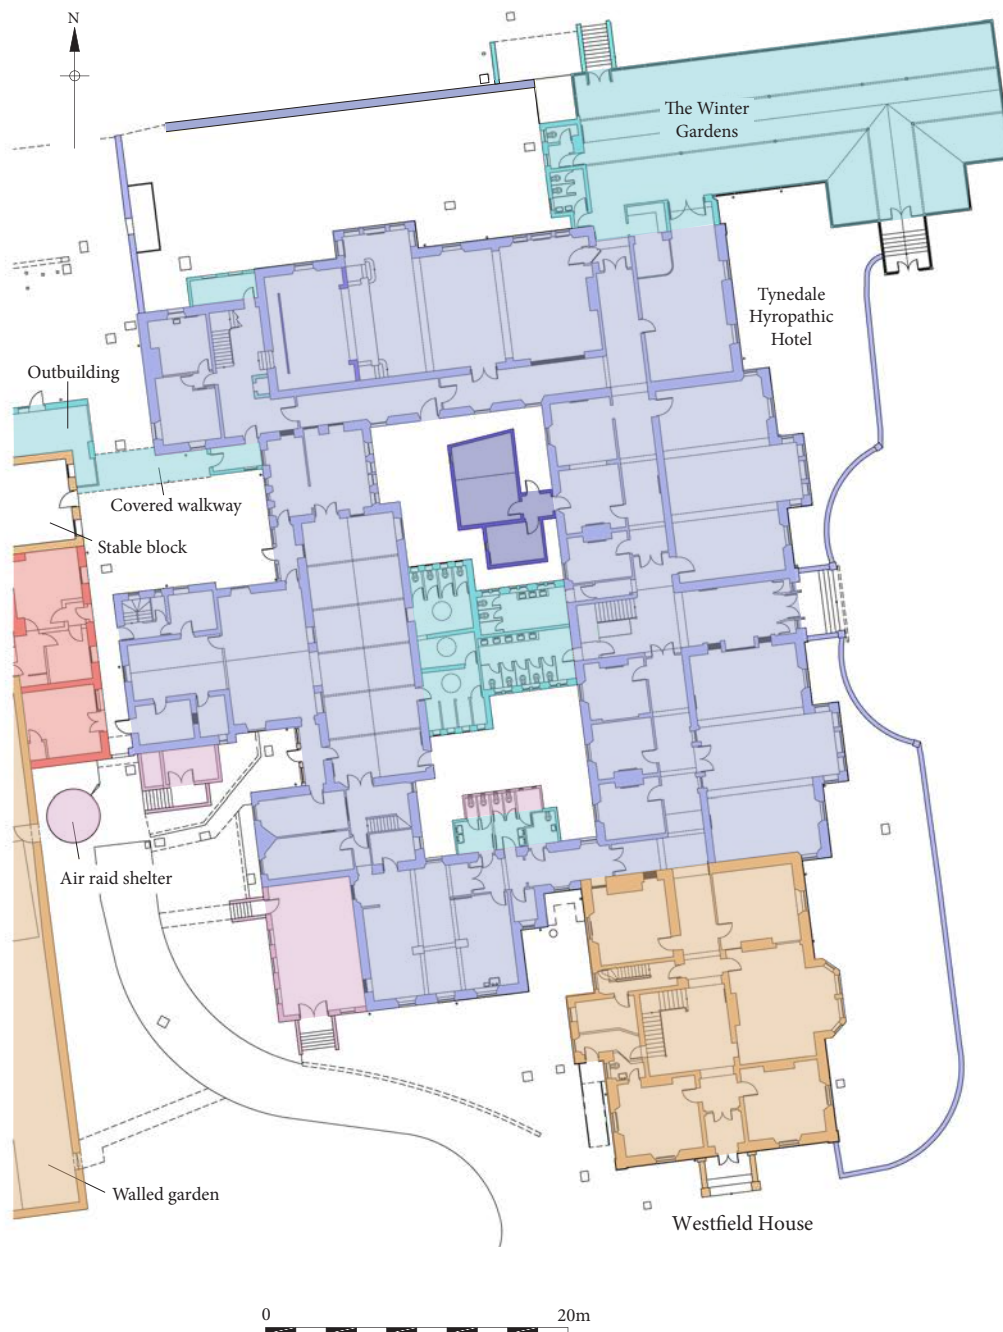 N
The Winter
Gardens
Tynedale
Hyropathic
Hotel
Outbuilding
Covered walkway
Stable block
Air raid shelter
Walled garden
Westfield House
0 20m